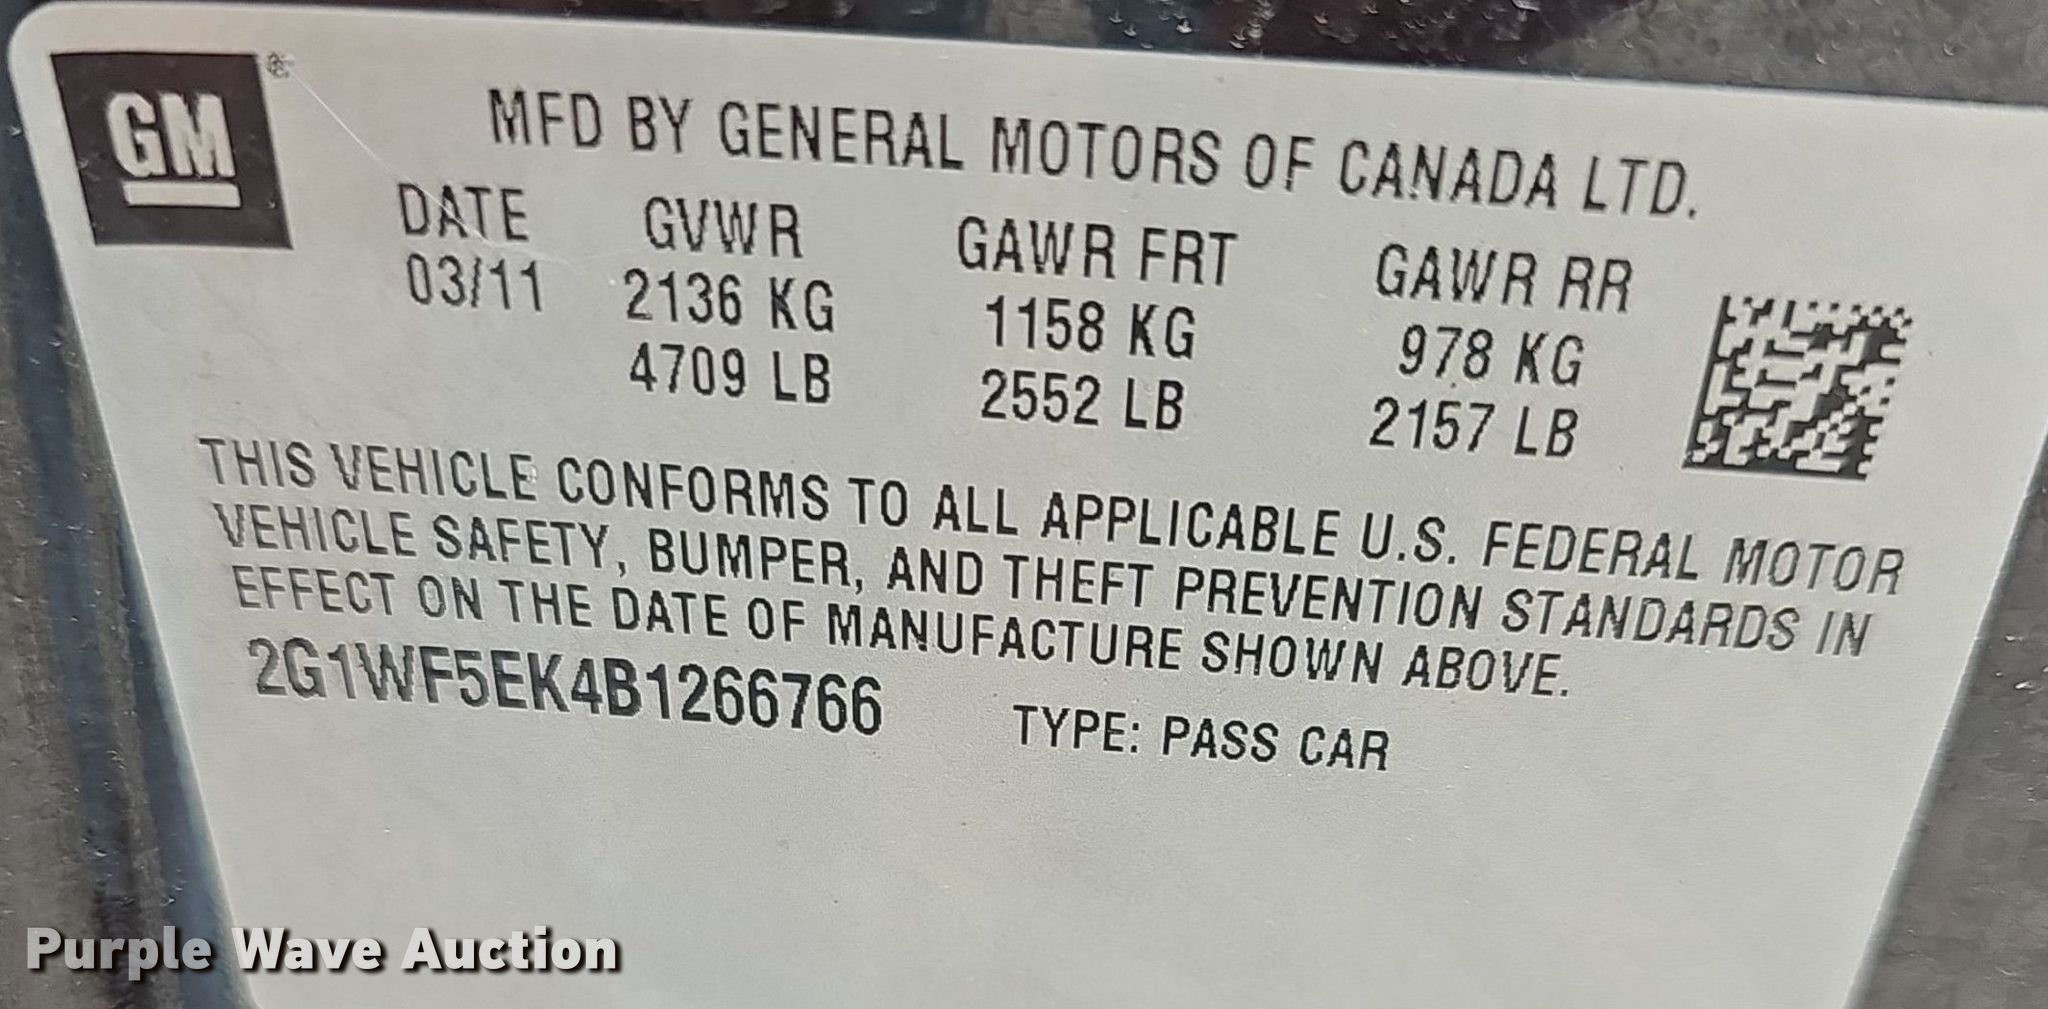 GM®
MFD BY GENERAL MOTORS OF CANADA LTD.
DATE GVWR GAWR FRT GAWR RR
03/11 2136 KG 1158 KG 978 KG
4709 LB 2552 LB 2157 LB
THIS VEHICLE CONFORMS TO ALL APPLICABLE U.S. FEDERAL MOTOR
VEHICLE SAFETY, BUMPER, AND THEFT PREVENTION STANDARDS IN
EFFECT ON THE DATE OF MANUFACTURE SHOWN ABOVE.
2G1WF5EK4B1266766 TYPE: PASS CAR
Purple Wave Auction